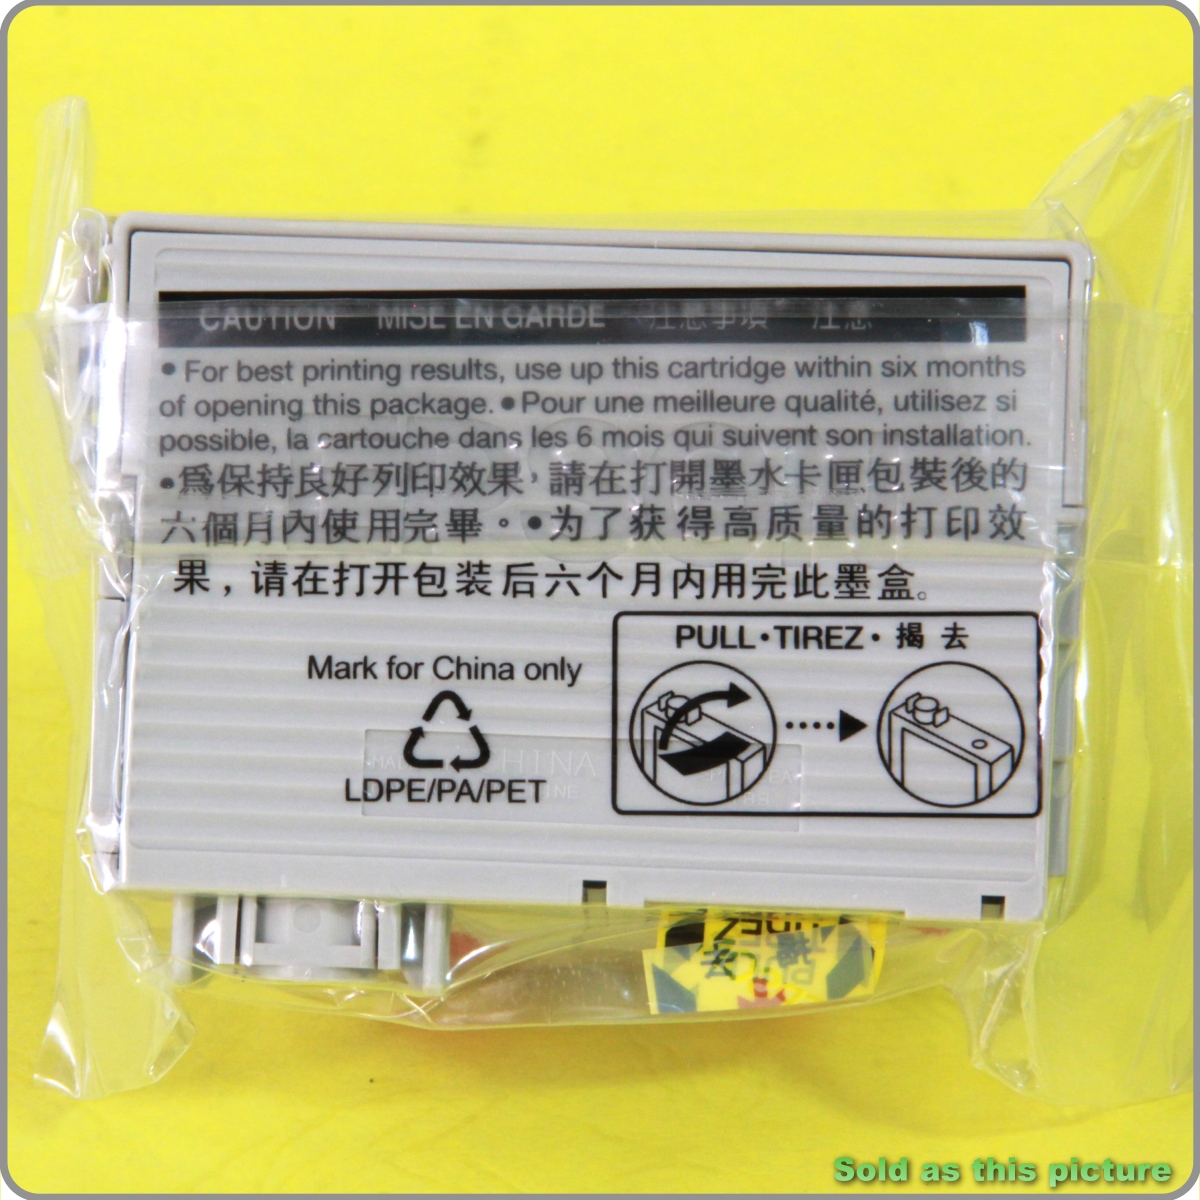 CAUTION MISE EN GARDE 注意事項 注意
• For best printing results, use up this cartridge within six months
of opening this package. • Pour une meilleure qualité, utilisez si
possible, la cartouche dans les 6 mois qui suivent son installation.
• 爲保持良好列印效果，請在打開墨水卡匣包裝後的
六個月內使用完畢。• 为了获得高质量的打印效
果，请在打开包装后六个月内用完此墨盒。
PULL • TIREZ • 揭去
Mark for China only
LDPE/PA/PET
CHINA
TIREZ
Sold as this picture